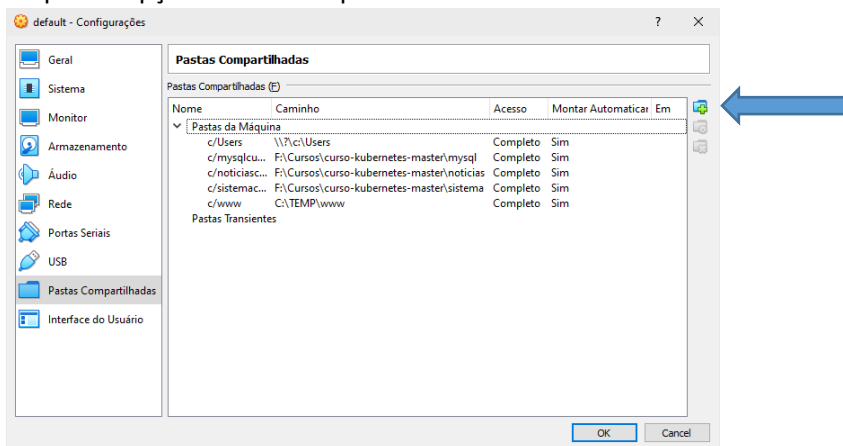 default - Configurações ? ×
Geral
Sistema
Monitor
Armazenamento
Áudio
Rede
Portas Seriais
USB
Pastas Compartilhadas
Interface do Usuário
Pastas Compartilhadas
Pastas Compartilhadas (F)
Nome Caminho Acesso Montar Automaticar Em
Pastas da Máquina
c/Users \\?\c:\Users Completo Sim
c/mysqlcu... F:\Cursos\curso-kubernetes-master\mysql Completo Sim
c/noticiasc... F:\Cursos\curso-kubernetes-master\noticias Completo Sim
c/sistemac... F:\Cursos\curso-kubernetes-master\sistema Completo Sim
c/www C:\TEMP\www Completo Sim
Pastas Transientes
OK Cancel